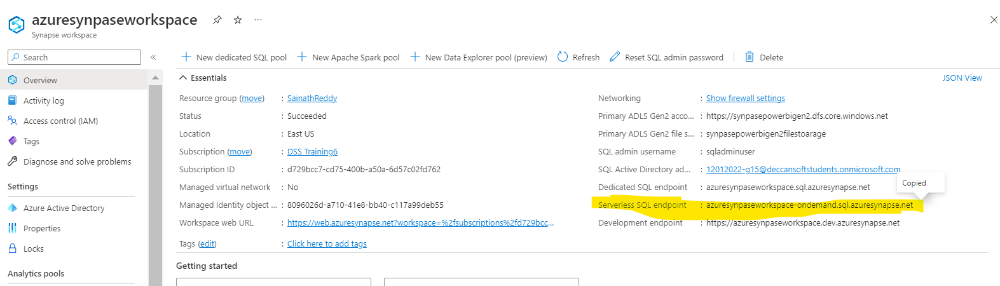 azuresynpaseworkspace
Synapse workspace
Search
New dedicated SQL pool
New Apache Spark pool
New Data Explorer pool (preview)
Refresh
Reset SQL admin password
Delete
Overview
Activity log
Access control (IAM)
Tags
Diagnose and solve problems
Settings
Azure Active Directory
Properties
Locks
Analytics pools
Essentials
JSON View
Resource group (move) : SainathReddy
Status : Succeeded
Location : East US
Subscription (move) : DSS Training6
Subscription ID : d729bcc7-cd75-400b-a50a-6d57c02fd762
Managed virtual network : No
Managed Identity object ... : 8096026d-a710-41e8-bb40-c117a99deb55
Workspace web URL : https://web.azuresynapse.net?workspace=%2fsubscriptions%2fd729bcc...
Tags (edit) : Click here to add tags
Networking : Show firewall settings
Primary ADLS Gen2 acco... : https://synpasepowerbigen2.dfs.core.windows.net
Primary ADLS Gen2 file s... : synpasepowerbigen2filestoarage
SQL admin username : sqladminuser
SQL Active Directory ad... : 12012022-g15@deccansoftstudents.onmicrosoft.com
Copied
Dedicated SQL endpoint : azuresynpaseworkspace.sql.azuresynapse.net
Serverless SQL endpoint : azuresynpaseworkspace-ondemand.sql.azuresynapse.net
Development endpoint : https://azuresynpaseworkspace.dev.azuresynapse.net
Getting started